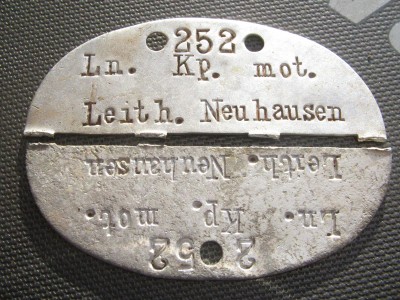 252
Ln. Kp. mot.
Leith. Neuhausen
Leith. Neuhausen
Ln. Kp. mot.
252